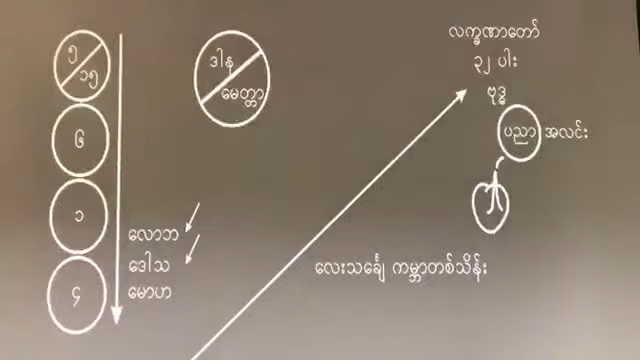 ၅
၁၅
၆
၁
၄
ဒါန
မေတ္တာ
လောဘ
ဒေါသ
မောဟ
လက္ခဏာတော်
၃၂ ပါး
ဗုဒ္ဓ
ပညာ အလင်း
လေးသင်္ချေ ကမ္ဘာတစ်သိန်း